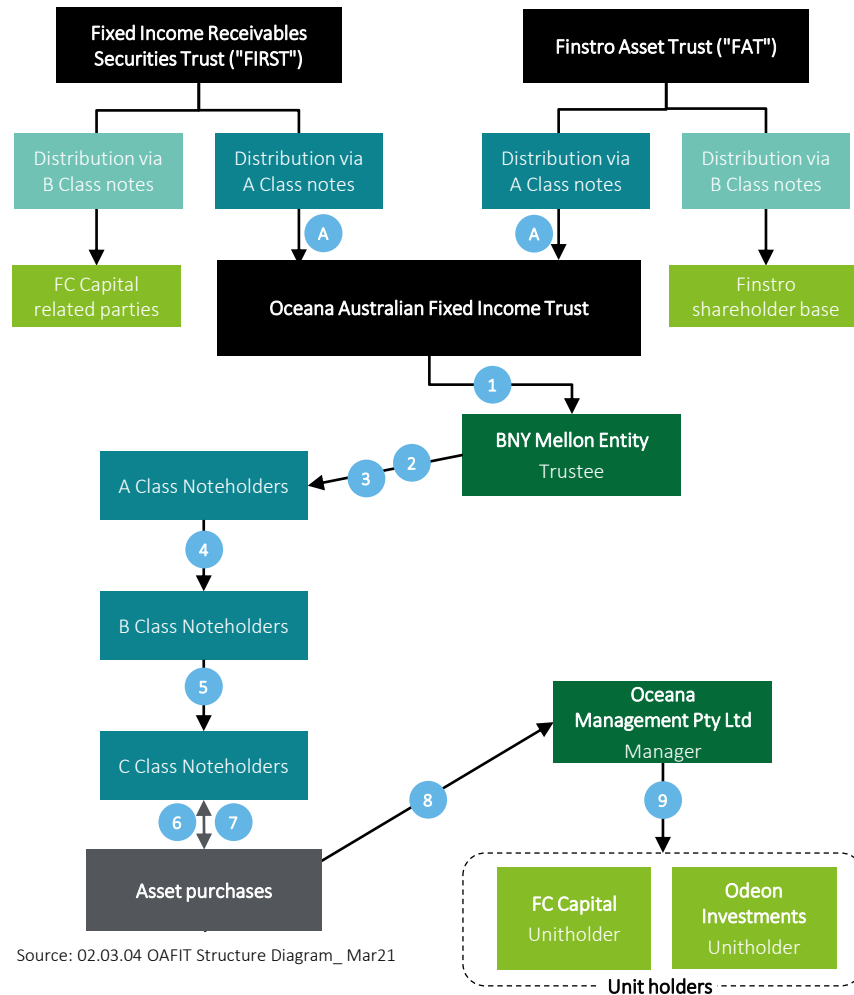 Fixed Income Receivables
Securities Trust ("FIRST")
Finstro Asset Trust ("FAT")
Distribution via
B Class notes
Distribution via
A Class notes
Distribution via
A Class notes
Distribution via
B Class notes
A
A
FC Capital
related parties
Oceana Australian Fixed Income Trust
Finstro
shareholder base
1
BNY Mellon Entity
Trustee
2
3
A Class Noteholders
4
B Class Noteholders
5
C Class Noteholders
Oceana
Management Pty Ltd
Manager
6
7
8
9
Asset purchases
FC Capital
Unitholder
Odeon
Investments
Unitholder
Source: 02.03.04 OAFIT Structure Diagram_ Mar21
Unit holders